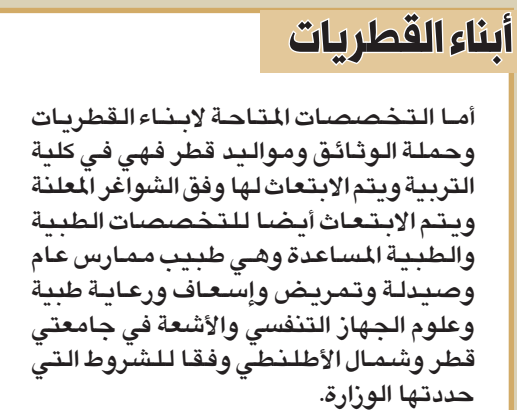 أبناء القطريات
أما التخصصات المتاحة لابناء القطريات
وحملة الوثائق ومواليد قطر فهي في كلية
التربية ويتم الابتعاث لها وفق الشواغر المعلنة
ويتم الابتعاث أيضا للتخصصات الطبية
والطبية المساعدة وهي طبيب ممارس عام
وصيدلة وتمريض وإسعاف ورعاية طبية
وعلوم الجهاز التنفسي والأشعة في جامعتي
قطر وشمال الأطلنطي وفقا للشروط التي
حددتها الوزارة.